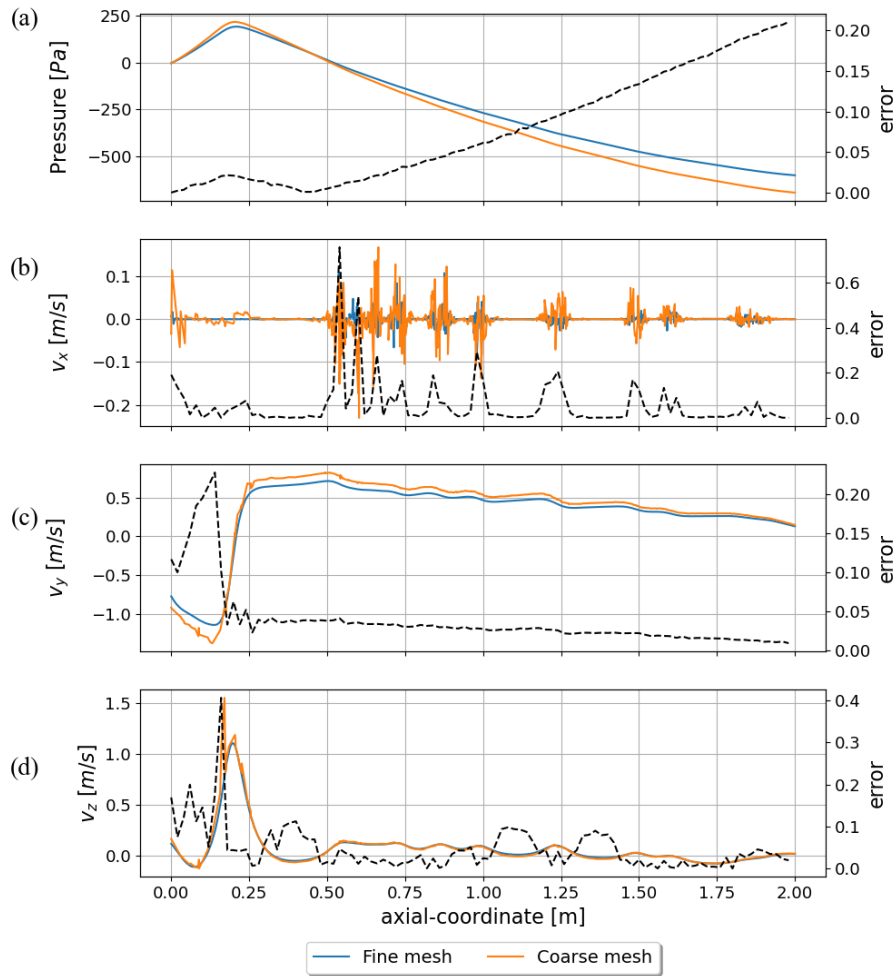 (a)
Pressure [Pa]
250
0
−250
−500
0.20
0.15
0.10
0.05
0.00
error
(b)
v_x [m/s]
0.1
0.0
−0.1
−0.2
0.6
0.4
0.2
0.0
error
(c)
v_y [m/s]
0.5
0.0
−0.5
−1.0
0.20
0.15
0.10
0.05
0.00
error
(d)
v_z [m/s]
1.5
1.0
0.5
0.0
0.4
0.3
0.2
0.1
0.0
error
0.00 0.25 0.50 0.75 1.00 1.25 1.50 1.75 2.00
axial-coordinate [m]
Fine mesh Coarse mesh